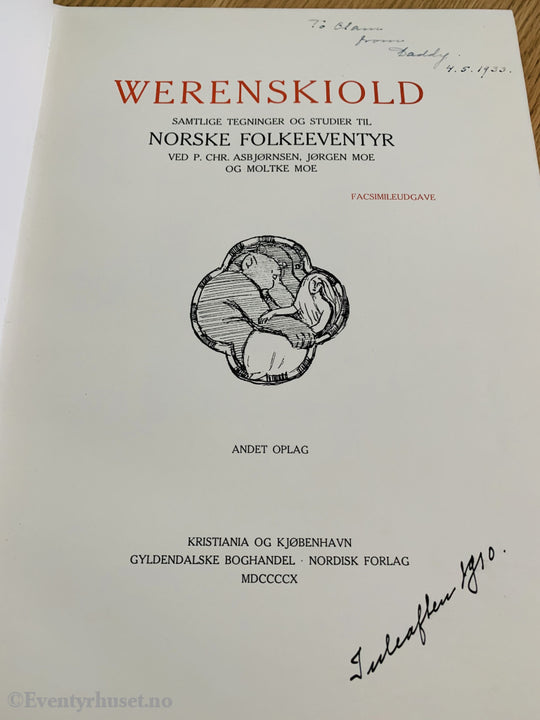 To Clam
from
Daddy.
4.5.1933.
WERENSKIOLD
SAMTLIGE TEGNINGER OG STUDIER TIL
NORSKE FOLKEEVENTYR
VED P. CHR. ASBJØRNSEN, JØRGEN MOE
OG MOLTKE MOE
FACSIMILEUDGAVE
ANDET OPLAG
KRISTIANIA OG KJØBENHAVN
GYLDENDALSKE BOGHANDEL · NORDISK FORLAG
MDCCCCX
Juleaften 1910.
©Eventyrhuset.no